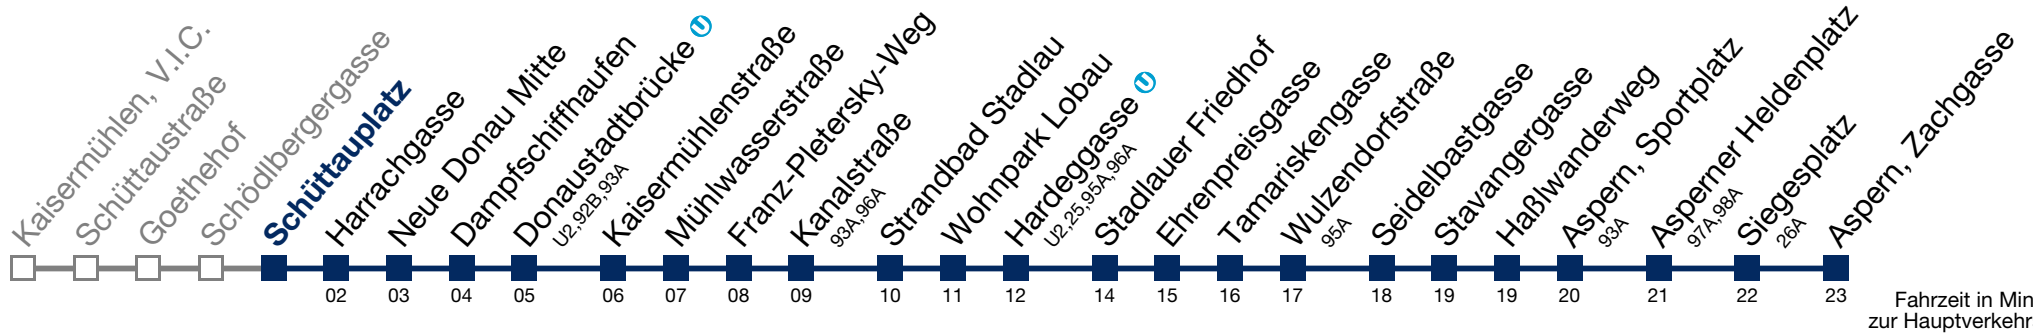 Kaisermühlen, V.I.C.
Schüttaustraße
Goethehof
Schödlbergergasse
Schüttauplatz
Harrachgasse
Neue Donau Mitte
Dampfschiffhaufen
Donaustadtbrücke U
U2,92B,93A
Kaisermühlenstraße
Mühlwasserstraße
Franz-Pletersky-Weg
Kanalstraße
93A,96A
Strandbad Stadlau
Wohnpark Lobau
Hardeggasse U
U2,25,95A,96A
Stadlauer Friedhof
Ehrenpreisgasse
Tamariskengasse
Wulzendorfstraße
95A
Seidelbastgasse
Stavangergasse
Haßlwanderweg
Aspern, Sportplatz
93A
Asperner Heldenplatz
97A,98A
Siegesplatz
26A
Aspern, Zachgasse
02 03 04 05 06 07 08 09 10 11 12 14 15 16 17 18 19 19 20 21 22 23
Fahrzeit in Min
zur Hauptverkehr